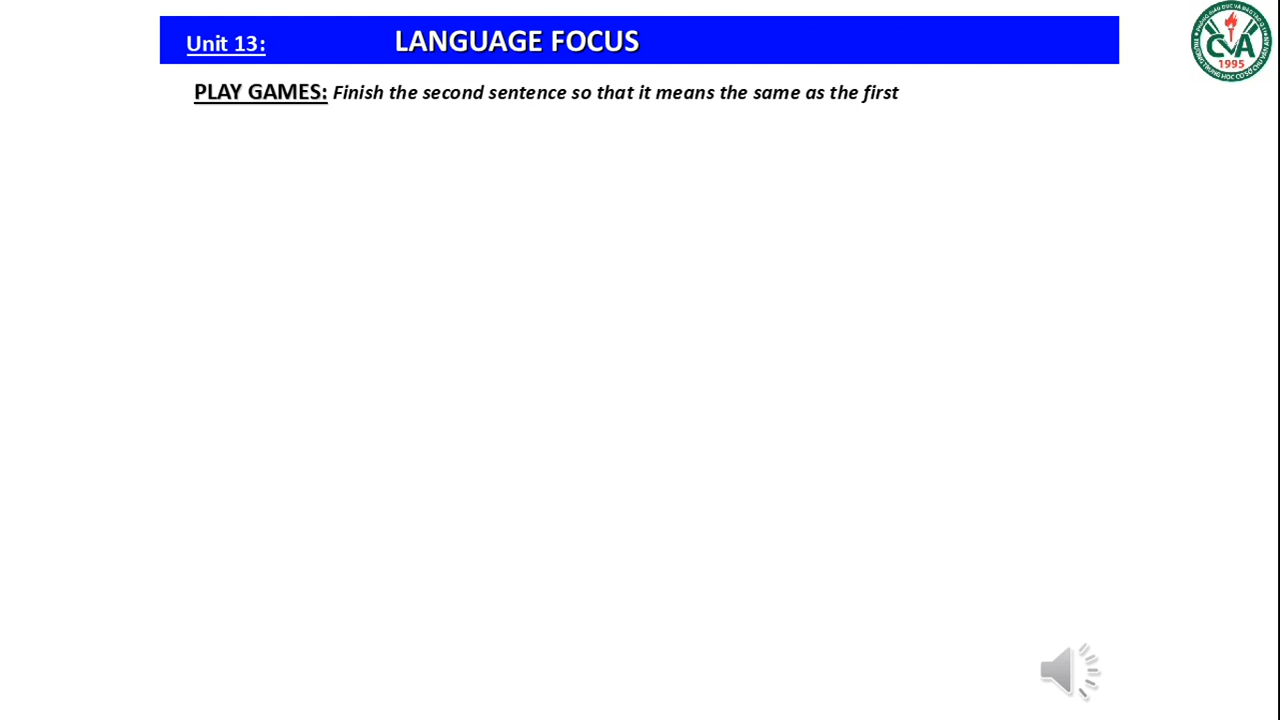 Unit 13: LANGUAGE FOCUS
PLAY GAMES: Finish the second sentence so that it means the same as the first
CVA
1995